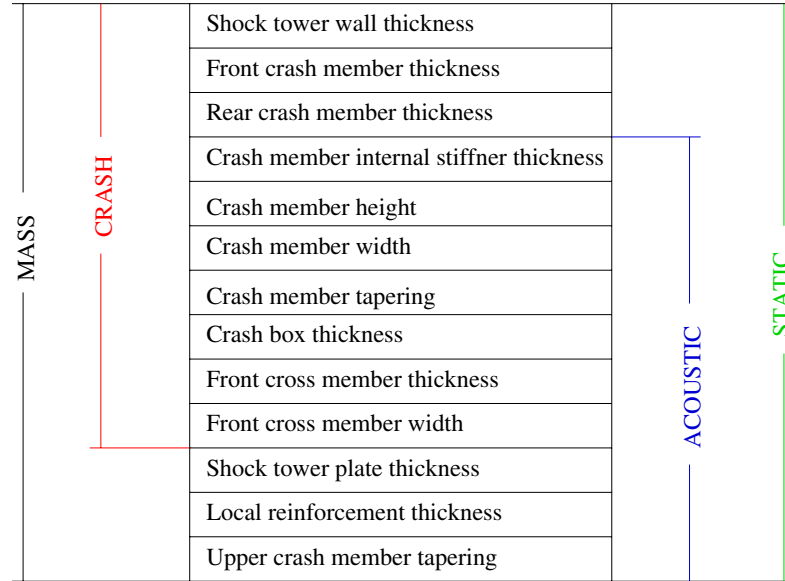 Shock tower wall thickness
Front crash member thickness
Rear crash member thickness
Crash member internal stiffner thickness
Crash member height
Crash member width
Crash member tapering
Crash box thickness
Front cross member thickness
Front cross member width
Shock tower plate thickness
Local reinforcement thickness
Upper crash member tapering
MASS
CRASH
ACOUSTIC
STATIC